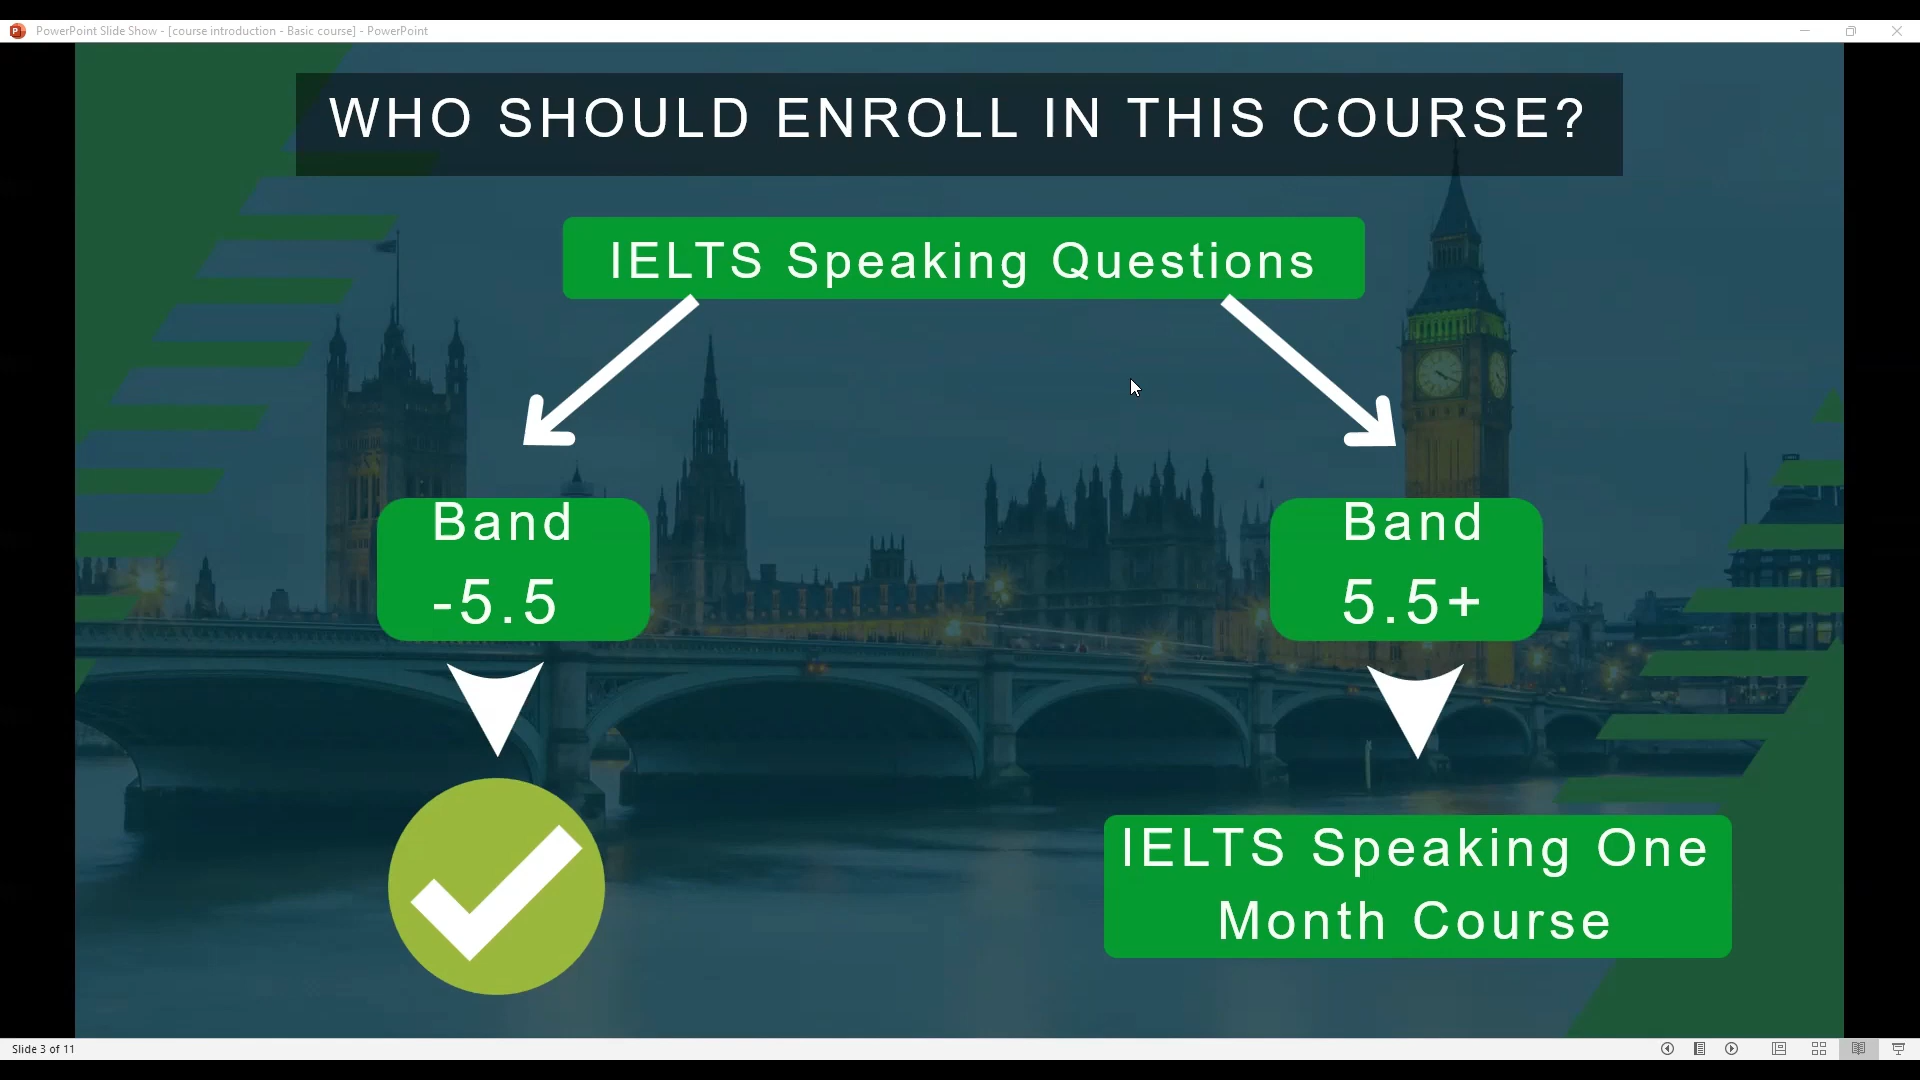 PowerPoint Slide Show - [course introduction - Basic course] - PowerPoint
WHO SHOULD ENROLL IN THIS COURSE?
IELTS Speaking Questions
Band
-5.5
Band
5.5+
IELTS Speaking One
Month Course
Slide 3 of 11